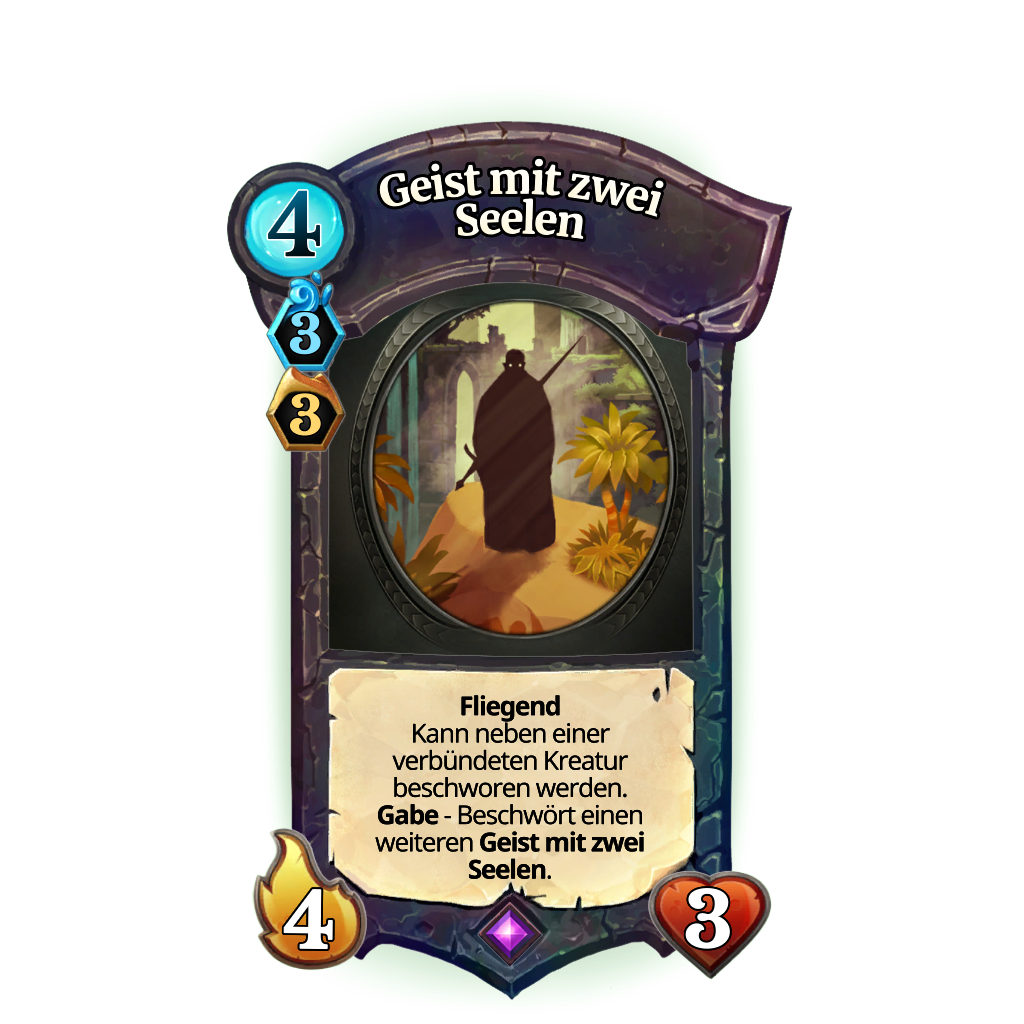 Geist mit zwei
Seelen
4
3
3
Fliegend
Kann neben einer
verbündeten Kreatur
beschworen werden.
Gabe - Beschwört einen
weiteren Geist mit zwei
Seelen.
4
3